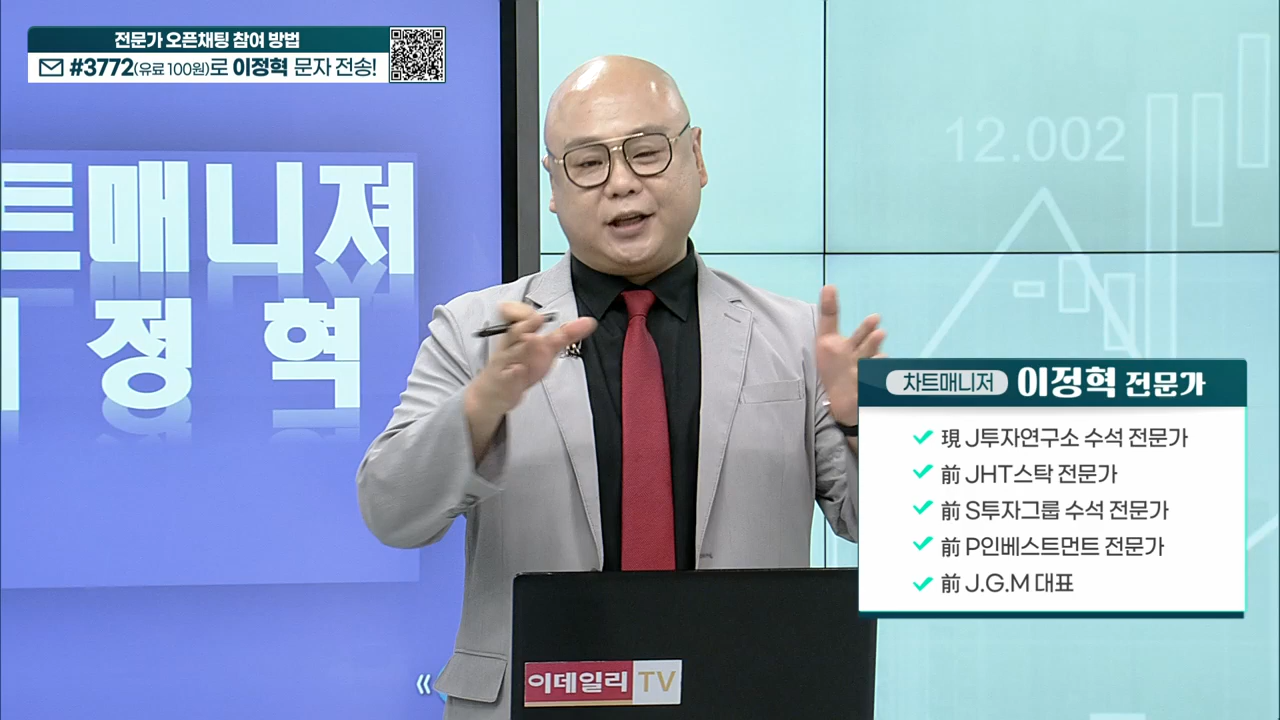 전문가 오픈채팅 참여 방법
#3772(유료 100원)로 이정혁 문자 전송!
트매니져
정혁
12.002
차트매니저 이정혁 전문가
現 J투자연구소 수석 전문가
前 JHT스탁 전문가
前 S투자그룹 수석 전문가
前 P인베스트먼트 전문가
前 J.G.M 대표
이데일리 TV